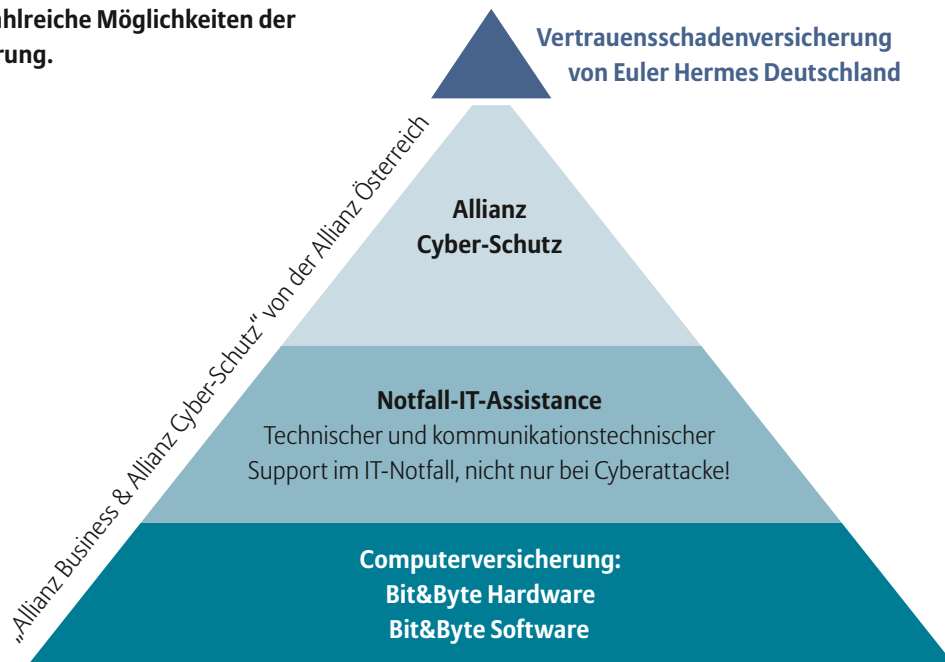 hlreiche Möglichkeiten der
rung.
Vertrauensschadenversicherung
von Euler Hermes Deutschland
„Allianz Business & Allianz Cyber-Schutz“ von der Allianz Österreich
Allianz
Cyber-Schutz
Notfall-IT-Assistance
Technischer und kommunikationstechnischer
Support im IT-Notfall, nicht nur bei Cyberattacke!
Computerversicherung:
Bit&Byte Hardware
Bit&Byte Software